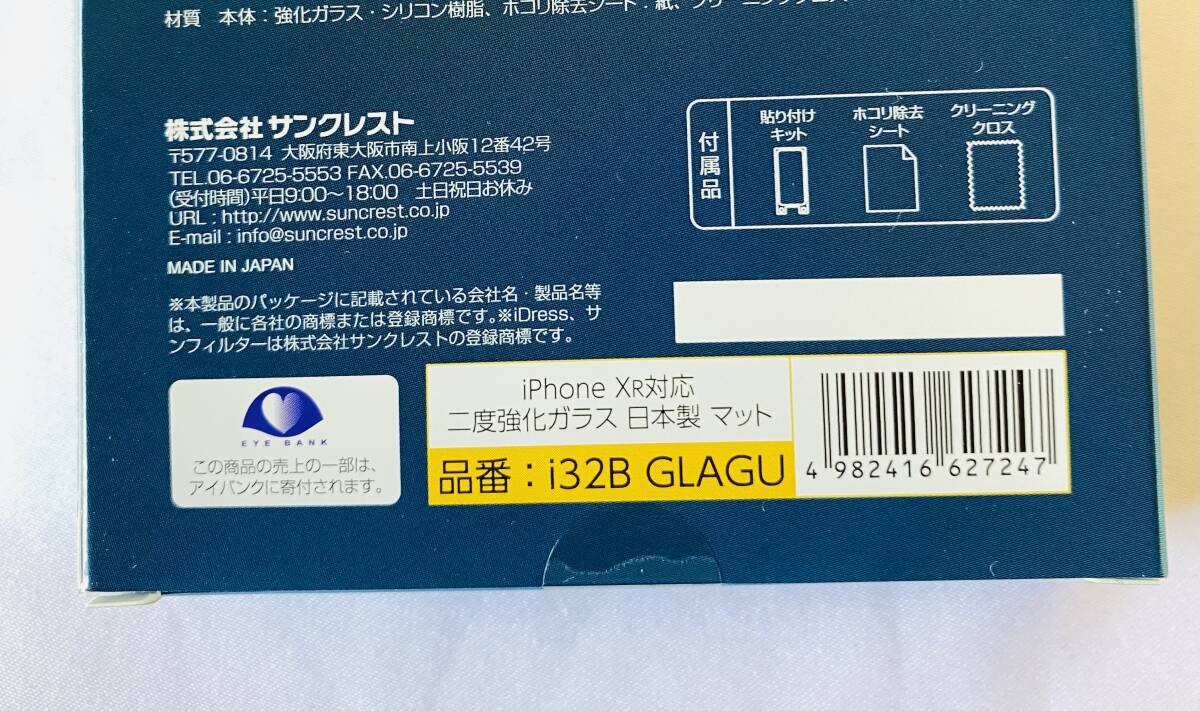 材質 本体：強化ガラス・シリコン樹脂、ホコリ除去シート：紙、クリーニングクロス
株式会社 サンクレスト
〒577-0814 大阪府東大阪市南上小阪12番42号
TEL.06-6725-5553 FAX.06-6725-5539
(受付時間)平日9:00～18:00 土日祝日お休み
URL : http://www.suncrest.co.jp
E-mail : info@suncrest.co.jp
MADE IN JAPAN
※本製品のパッケージに記載されている会社名・製品名等
は、一般に各社の商標または登録商標です。※iDress、サ
ンフィルターは株式会社サンクレストの登録商標です。
付属品
貼り付け
キット
ホコリ除去
シート
クリーニング
クロス
EYE BANK
この商品の売上の一部は、
アイバンクに寄付されます。
iPhone XR対応
二度強化ガラス 日本製 マット
品番：i32B GLAGU
4 982416 627247